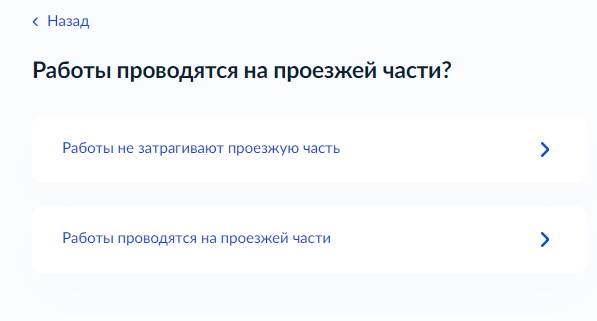 Назад
Работы проводятся на проезжей части?
Работы не затрагивают проезжую часть
Работы проводятся на проезжей части